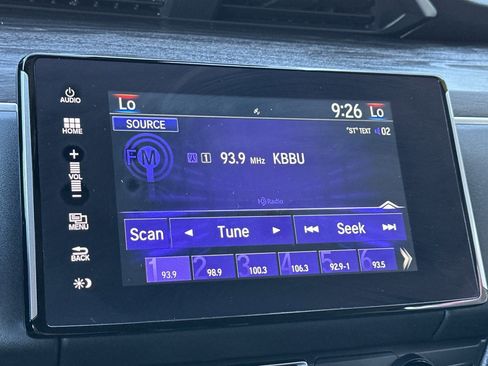 AUDIO
HOME
+
VOL
−
MENU
BACK
Lo 9:26 Lo
SOURCE "ST" TEXT 02
FM 1 93.9 MHz KBBU
HD Radio
Scan ◄ Tune ► |◄◄ Seek ►►|
1 93.9 2 98.9 3 100.3 4 106.3 5 92.9-1 6 93.5